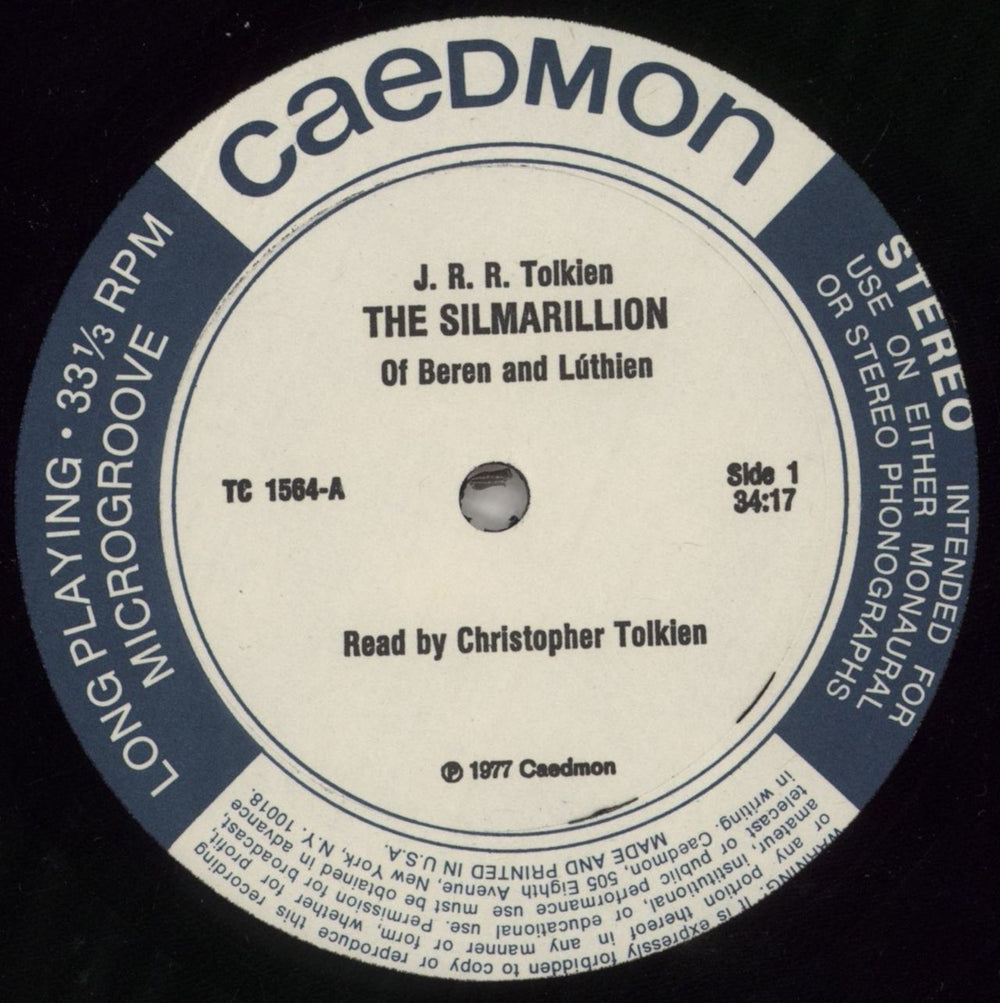 CAEDMON
LONG PLAYING • 33⅓ RPM
MICROGROOVE
STEREO INTENDED FOR
USE ON EITHER MONAURAL
OR STEREO PHONOGRAPHS
J. R. R. Tolkien
THE SILMARILLION
Of Beren and Lúthien
TC 1564-A
Side 1
34:17
Read by Christopher Tolkien
℗ 1977 Caedmon
WARNING: It is expressly forbidden to copy or reproduce this recording
or any portion thereof in any manner or form, whether for profit,
amateur, institutional, or educational use. Permission for broadcast,
telecast or public performance use must be obtained in advance
in writing. Caedmon, 505 Eighth Avenue, New York, N.Y. 10018.
MADE AND PRINTED IN U.S.A.